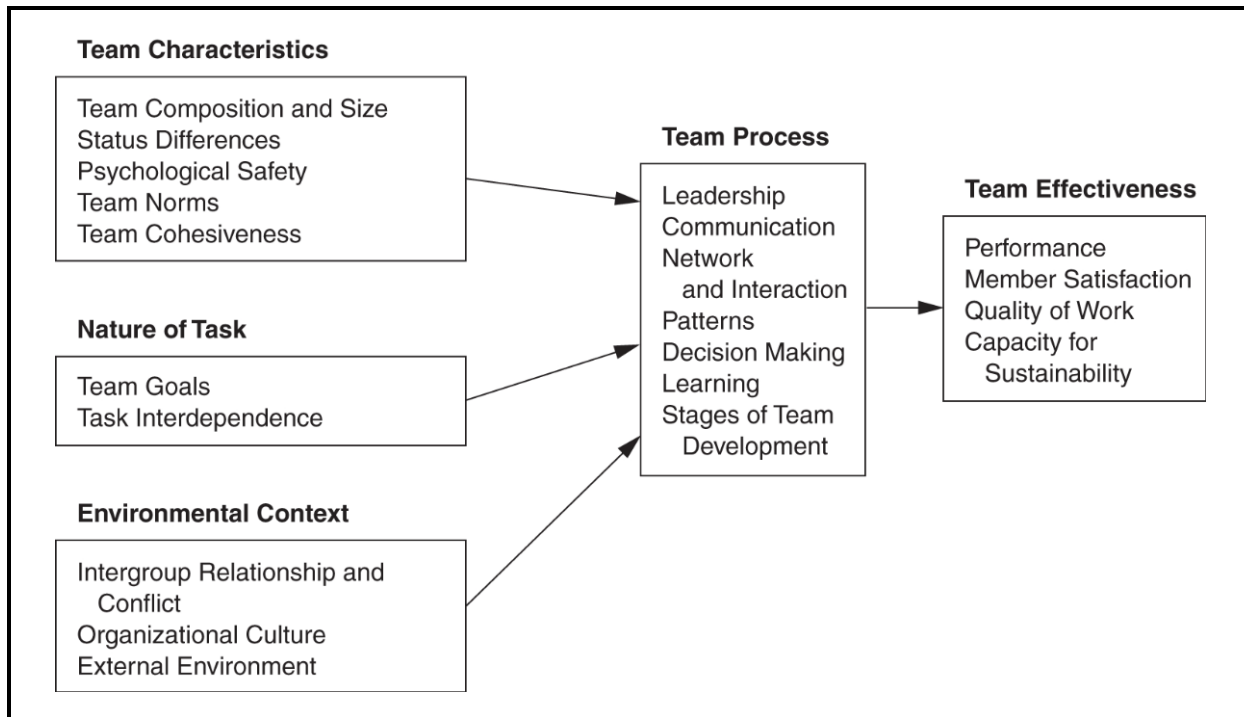 Team Characteristics
Team Composition and Size
Status Differences
Psychological Safety
Team Norms
Team Cohesiveness
Nature of Task
Team Goals
Task Interdependence
Environmental Context
Intergroup Relationship and
Conflict
Organizational Culture
External Environment
Team Process
Leadership
Communication
Network
and Interaction
Patterns
Decision Making
Learning
Stages of Team
Development
Team Effectiveness
Performance
Member Satisfaction
Quality of Work
Capacity for
Sustainability